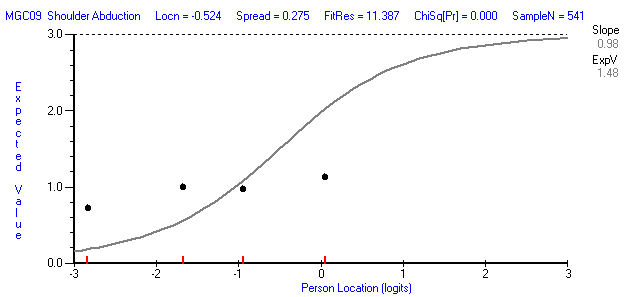 MGC09 Shoulder Abduction Locn = -0.524 Spread = 0.275 FitRes = 11.387 ChiSq[Pr] = 0.000 SampleN = 541
Slope
0.98
ExpV
1.48
3.0
2.0
1.0
0.0
Expected Value
-3 -2 -1 0 1 2 3
Person Location (logits)